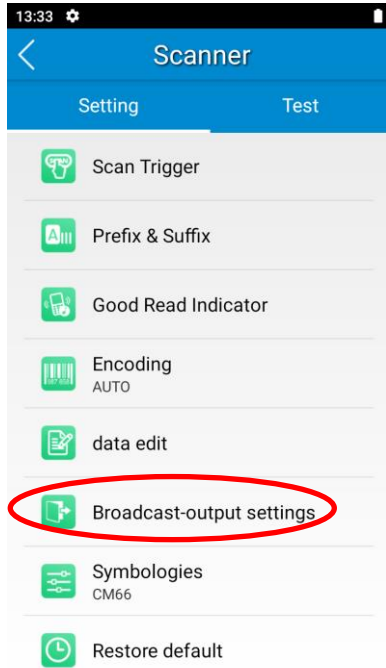 13:33
Scanner
Setting
Test
Scan Trigger
Prefix & Suffix
Good Read Indicator
Encoding
AUTO
data edit
Broadcast-output settings
Symbologies
CM66
Restore default